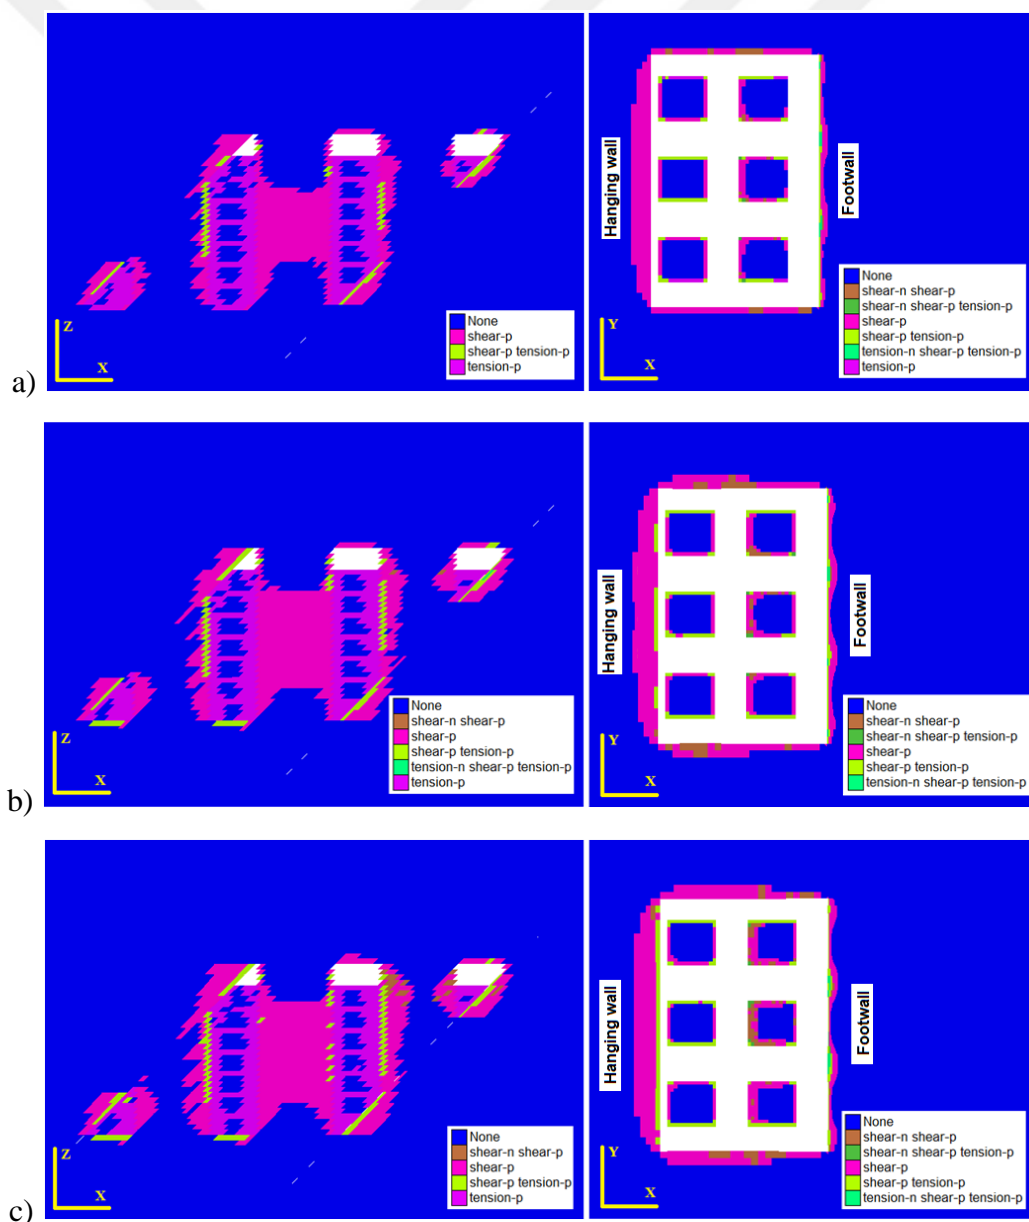 Z
X
None
shear-p
shear-p tension-p
tension-p
Hanging wall
Footwall
Y
X
None
shear-n shear-p
shear-n shear-p tension-p
shear-p
shear-p tension-p
tension-n shear-p tension-p
tension-p
a)
Z
X
None
shear-n shear-p
shear-p
shear-p tension-p
tension-n shear-p tension-p
tension-p
Hanging wall
Footwall
Y
X
None
shear-n shear-p
shear-n shear-p tension-p
shear-p
shear-p tension-p
tension-n shear-p tension-p
b)
Z
X
None
shear-n shear-p
shear-p
shear-p tension-p
tension-p
Hanging wall
Footwall
Y
X
None
shear-n shear-p
shear-n shear-p tension-p
shear-p
shear-p tension-p
tension-n shear-p tension-p
c)